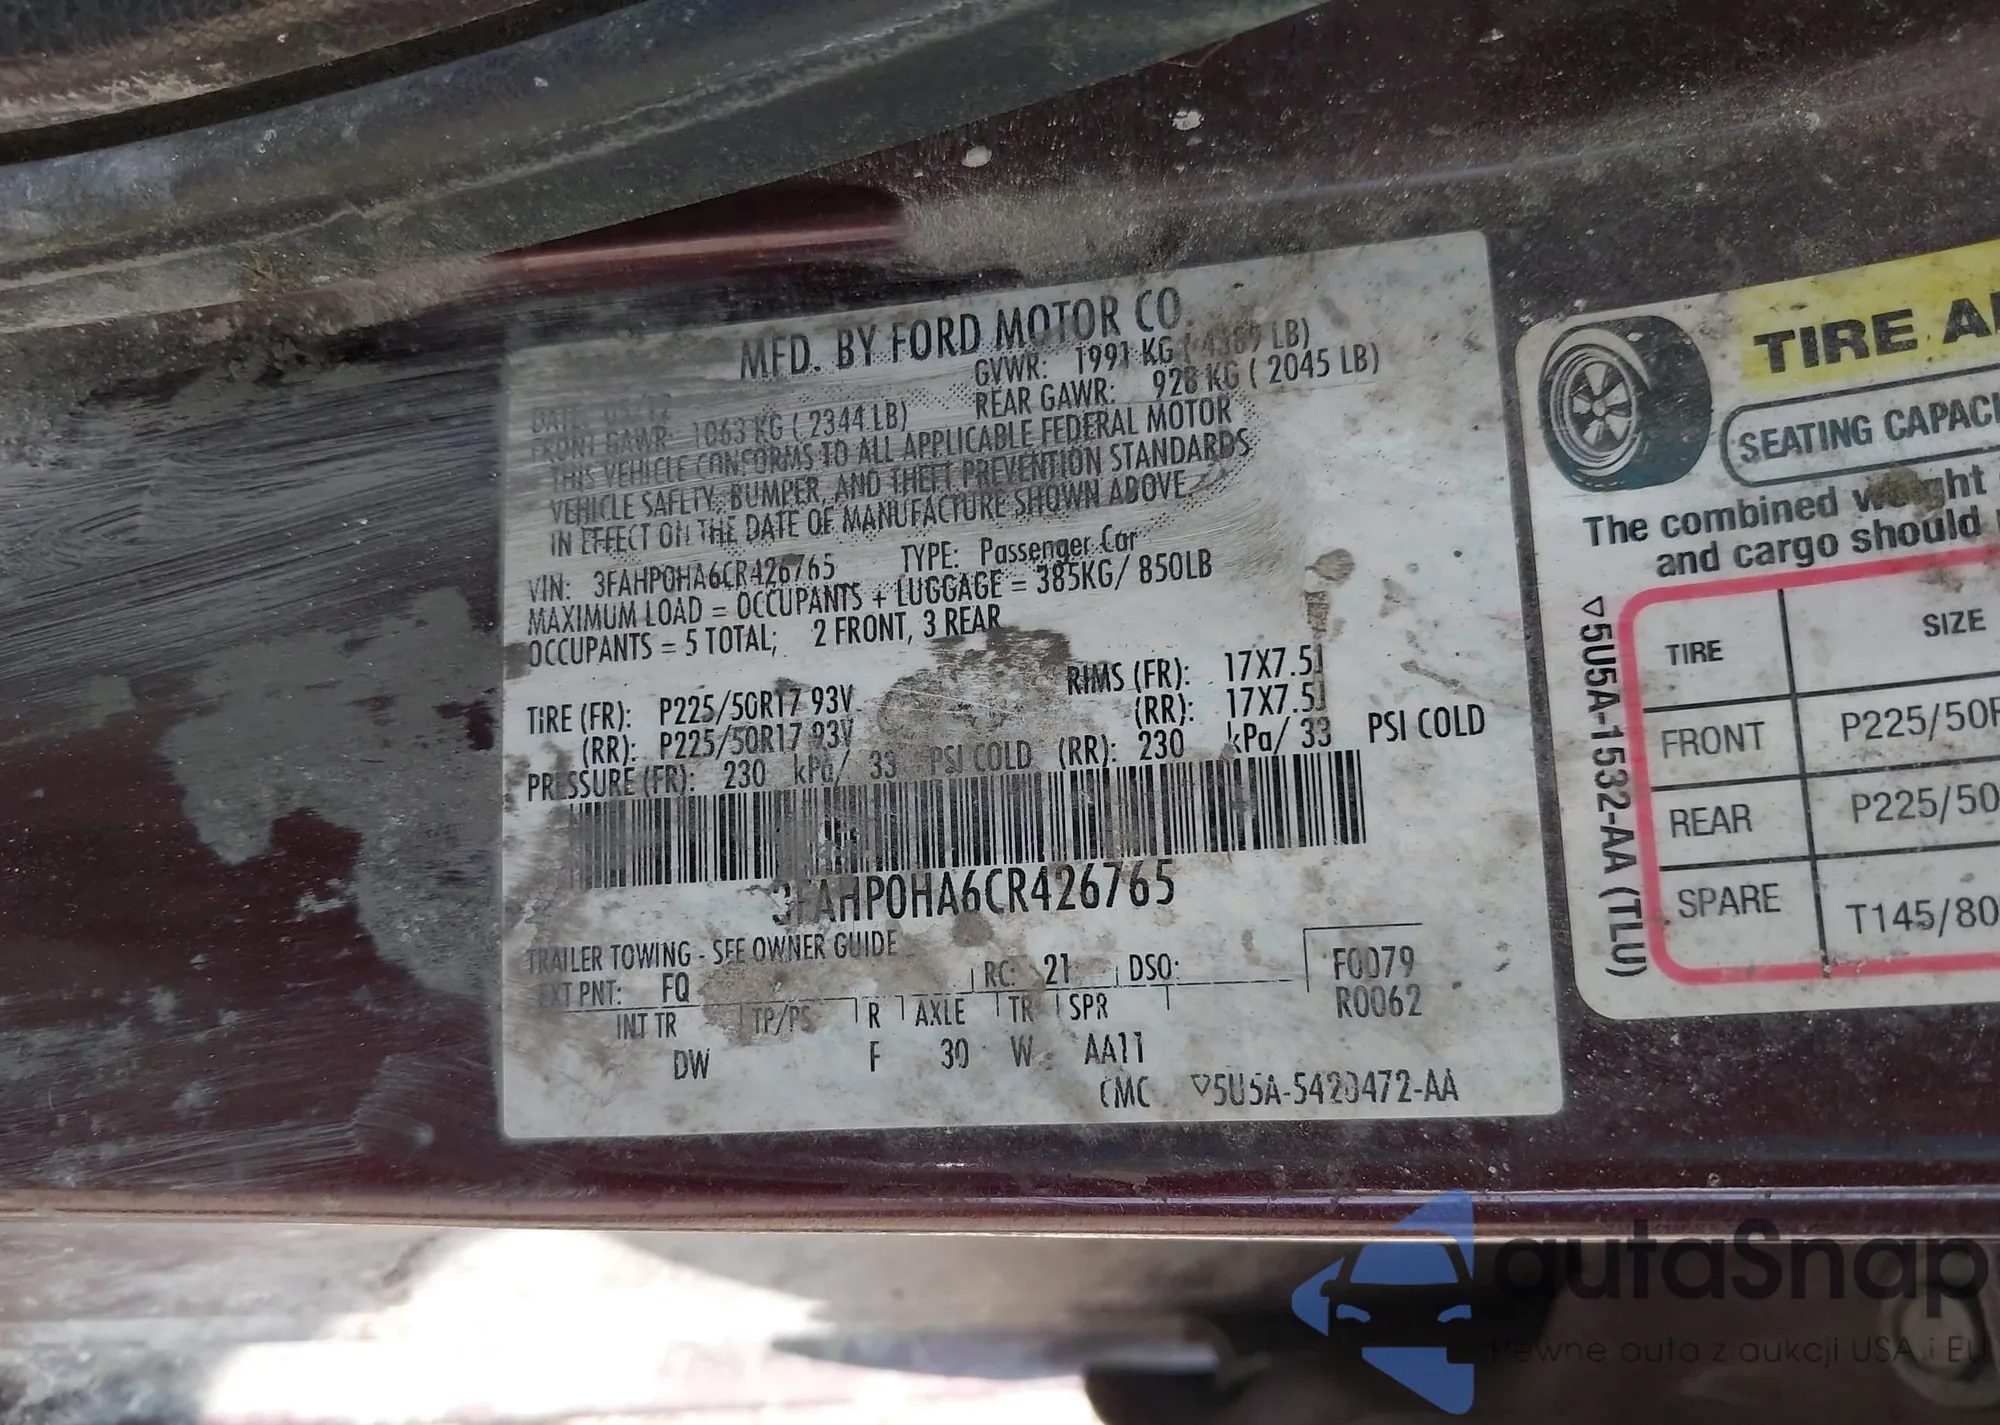 MFD. BY FORD MOTOR CO
GVWR: 1991 KG ( 4389 LB)
FRONT GAWR: 1063 KG ( 2344 LB) REAR GAWR: 928 KG ( 2045 LB)
THIS VEHICLE CONFORMS TO ALL APPLICABLE FEDERAL MOTOR
VEHICLE SAFETY, BUMPER, AND THEFT PREVENTION STANDARDS
IN EFFECT ON THE DATE OF MANUFACTURE SHOWN ABOVE
VIN: 3FAHP0HA6CR426765 TYPE: Passenger Car
MAXIMUM LOAD = OCCUPANTS + LUGGAGE = 385KG/ 850LB
OCCUPANTS = 5 TOTAL; 2 FRONT, 3 REAR
TIRE (FR): P225/50R17 93V RIMS (FR): 17X7.5J
(RR): P225/50R17 93V (RR): 17X7.5J
PRESSURE (FR): 230 kPa/ 33 PSI COLD (RR): 230 kPa/ 33 PSI COLD
3FAHP0HA6CR426765
TRAILER TOWING - SEE OWNER GUIDE
EXT PNT: FQ RC: 21 DSO: F0079
R0062
INT TR TP/PS R AXLE TR SPR
DW F 30 W AA11
CMC ▽5U5A-5420472-AA
TIRE
SEATING
The combined weight
and cargo should
▽5U5A-1532-AA (TLU)
TIRE SIZE
FRONT P225/50R
REAR P225/50
SPARE T145/80
autaSnap
Pewne auta z aukcji USA i EU